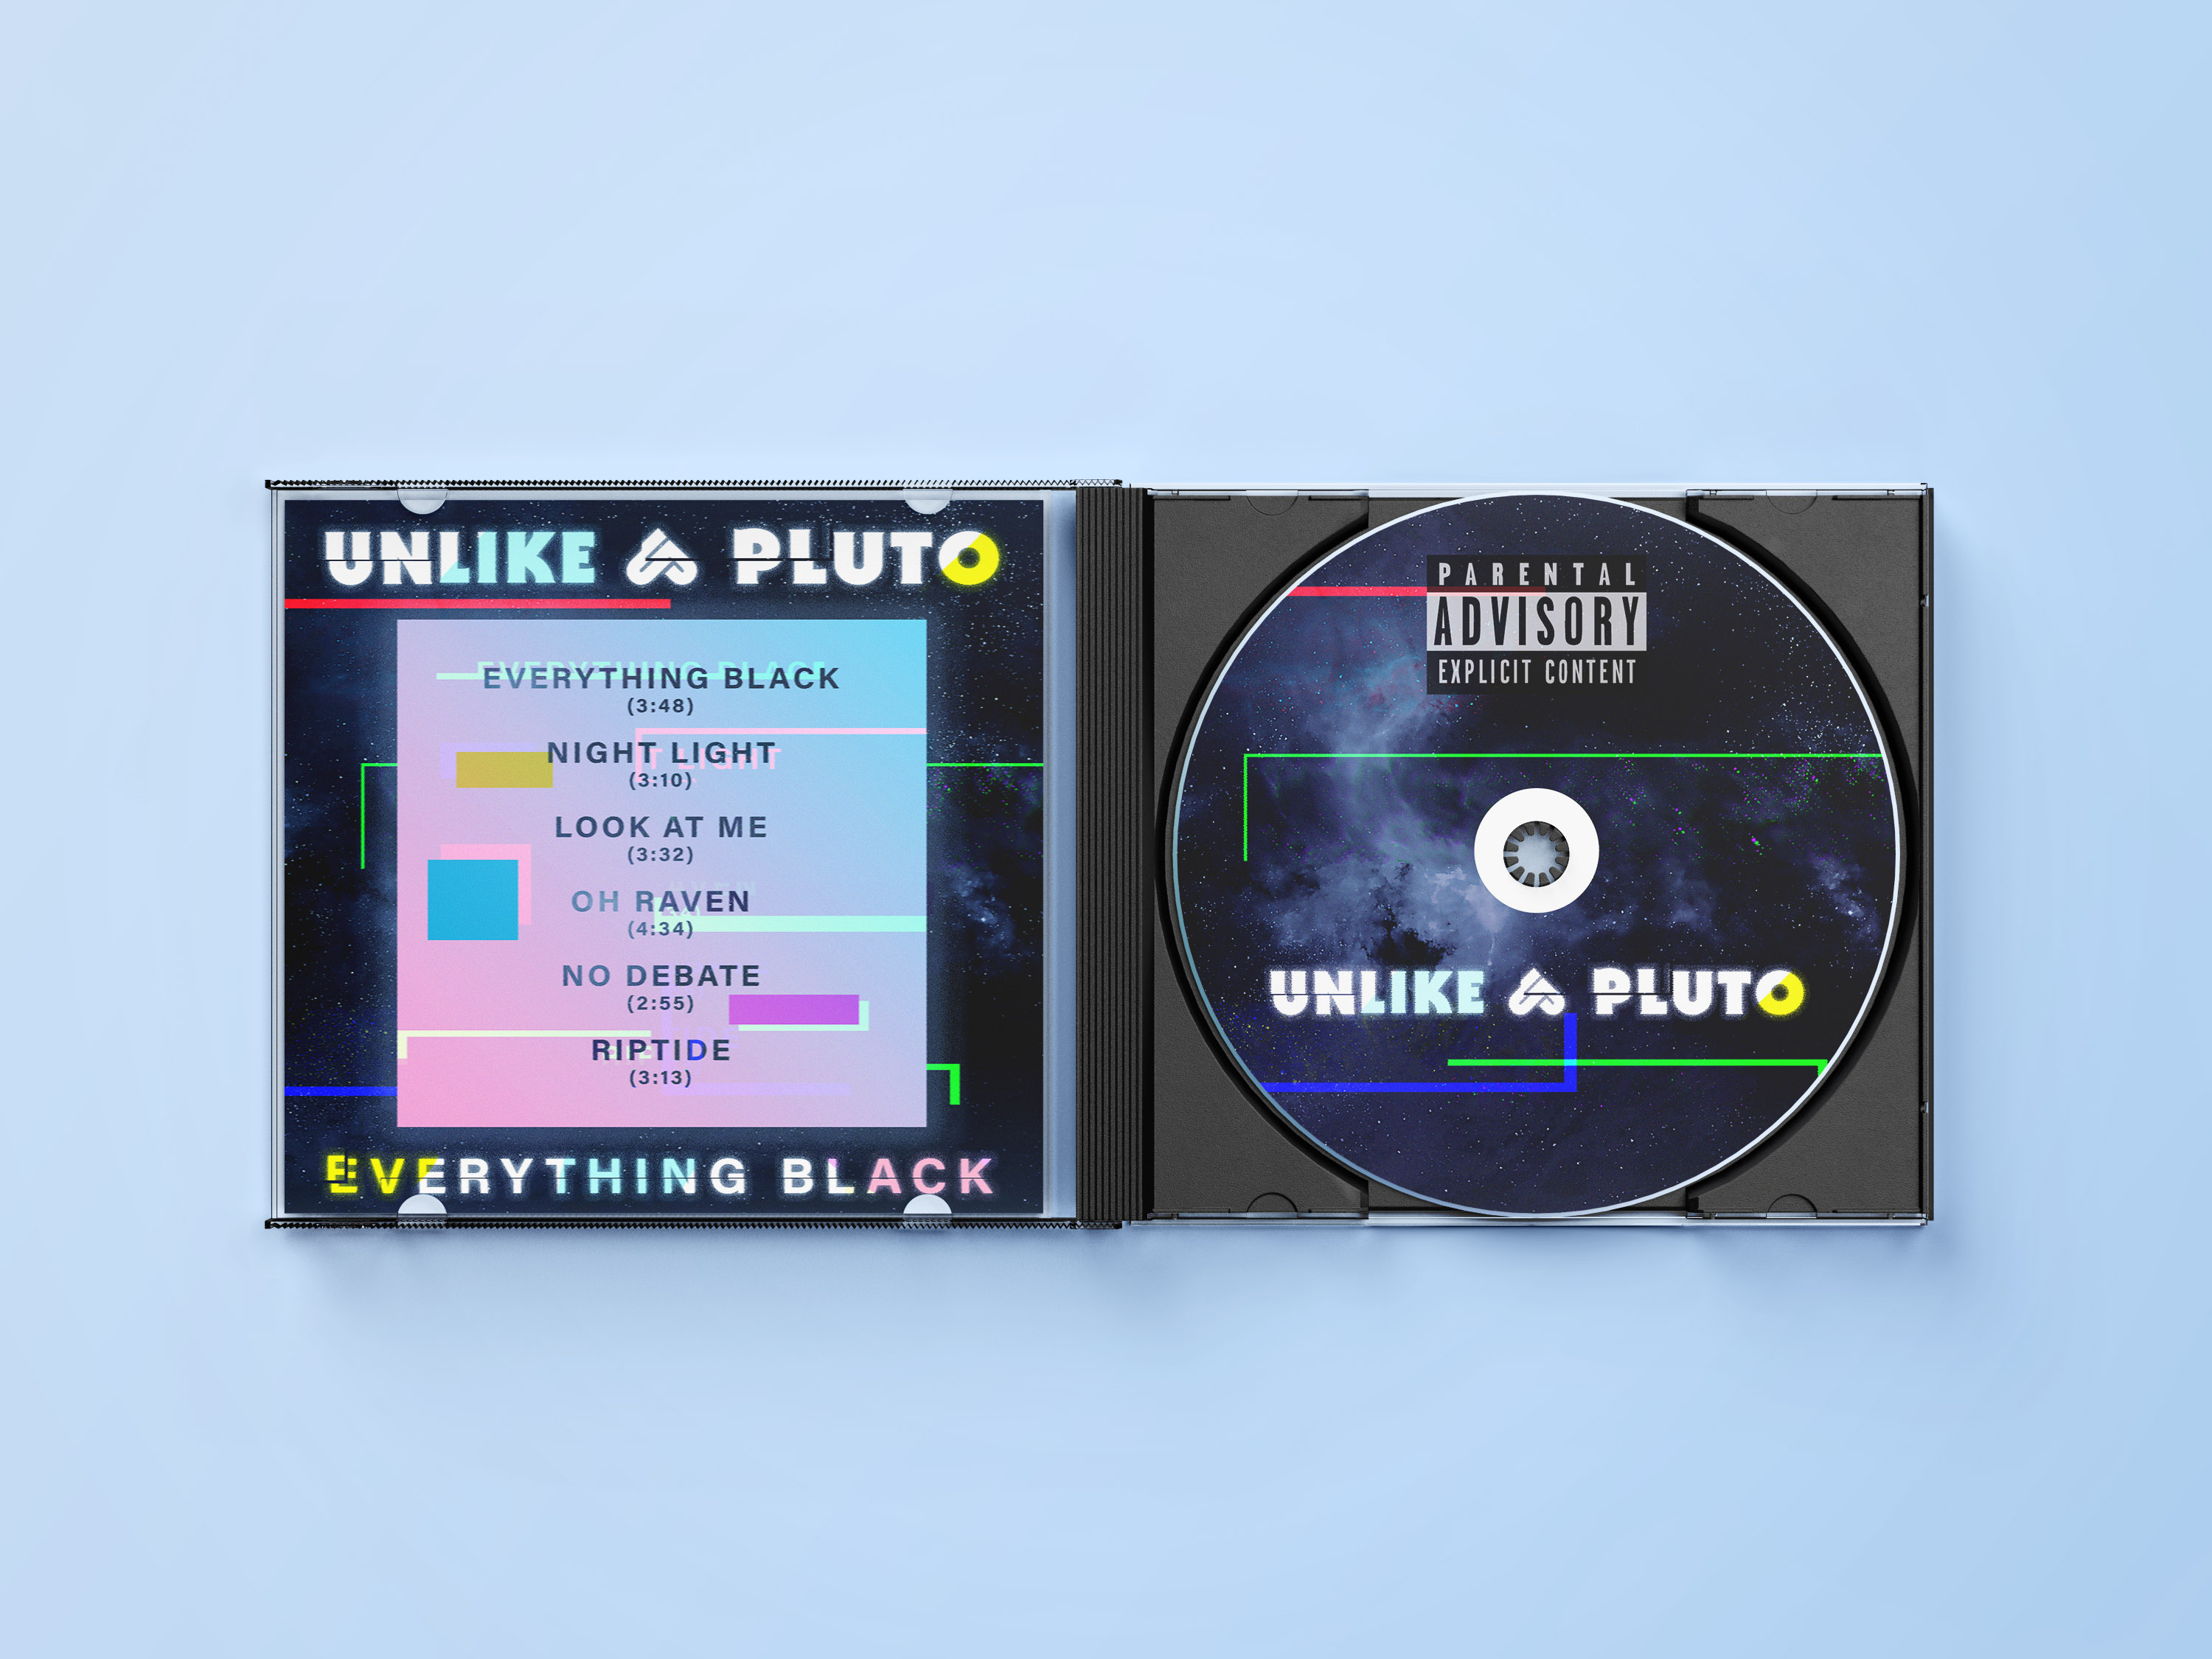 UNLIKE PLUTO
EVERYTHING BLACK
(3:48)
NIGHT LIGHT
(3:10)
LOOK AT ME
(3:32)
OH RAVEN
(4:34)
NO DEBATE
(2:55)
RIPTIDE
(3:13)
EVERYTHING BLACK
PARENTAL
ADVISORY
EXPLICIT CONTENT
UNLIKE PLUTO